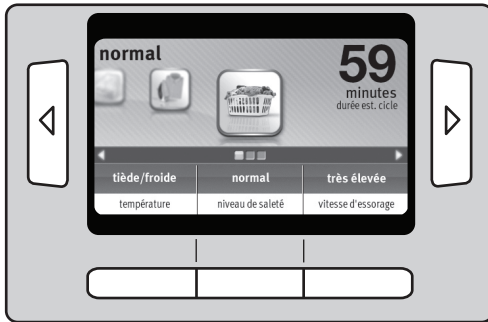 normal
59
minutes
durée est. cicle
tiède/froide normal très élevée
température niveau de saleté vitesse d'essorage